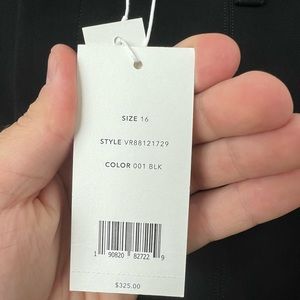 SIZE 16
STYLE VR88121729
COLOR 001 BLK
1 90820 82722 9
$325.00